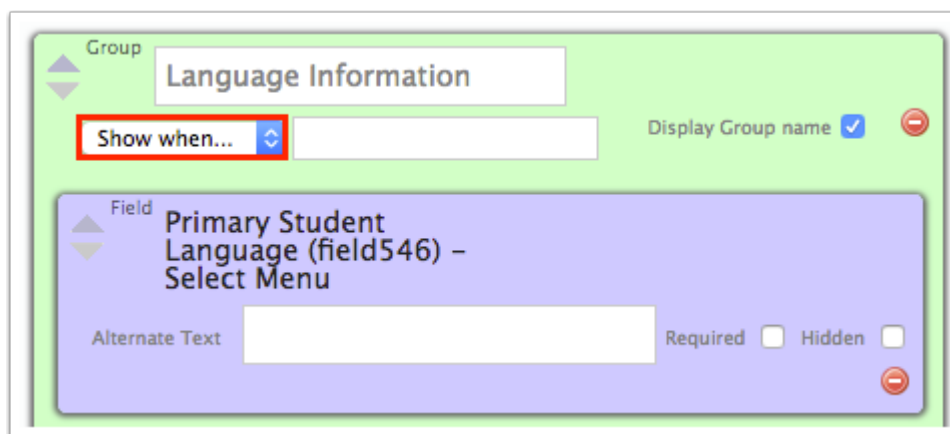 Group
Language Information
Show when...
Display Group name
Field
Primary Student
Language (field546) –
Select Menu
Alternate Text
Required
Hidden